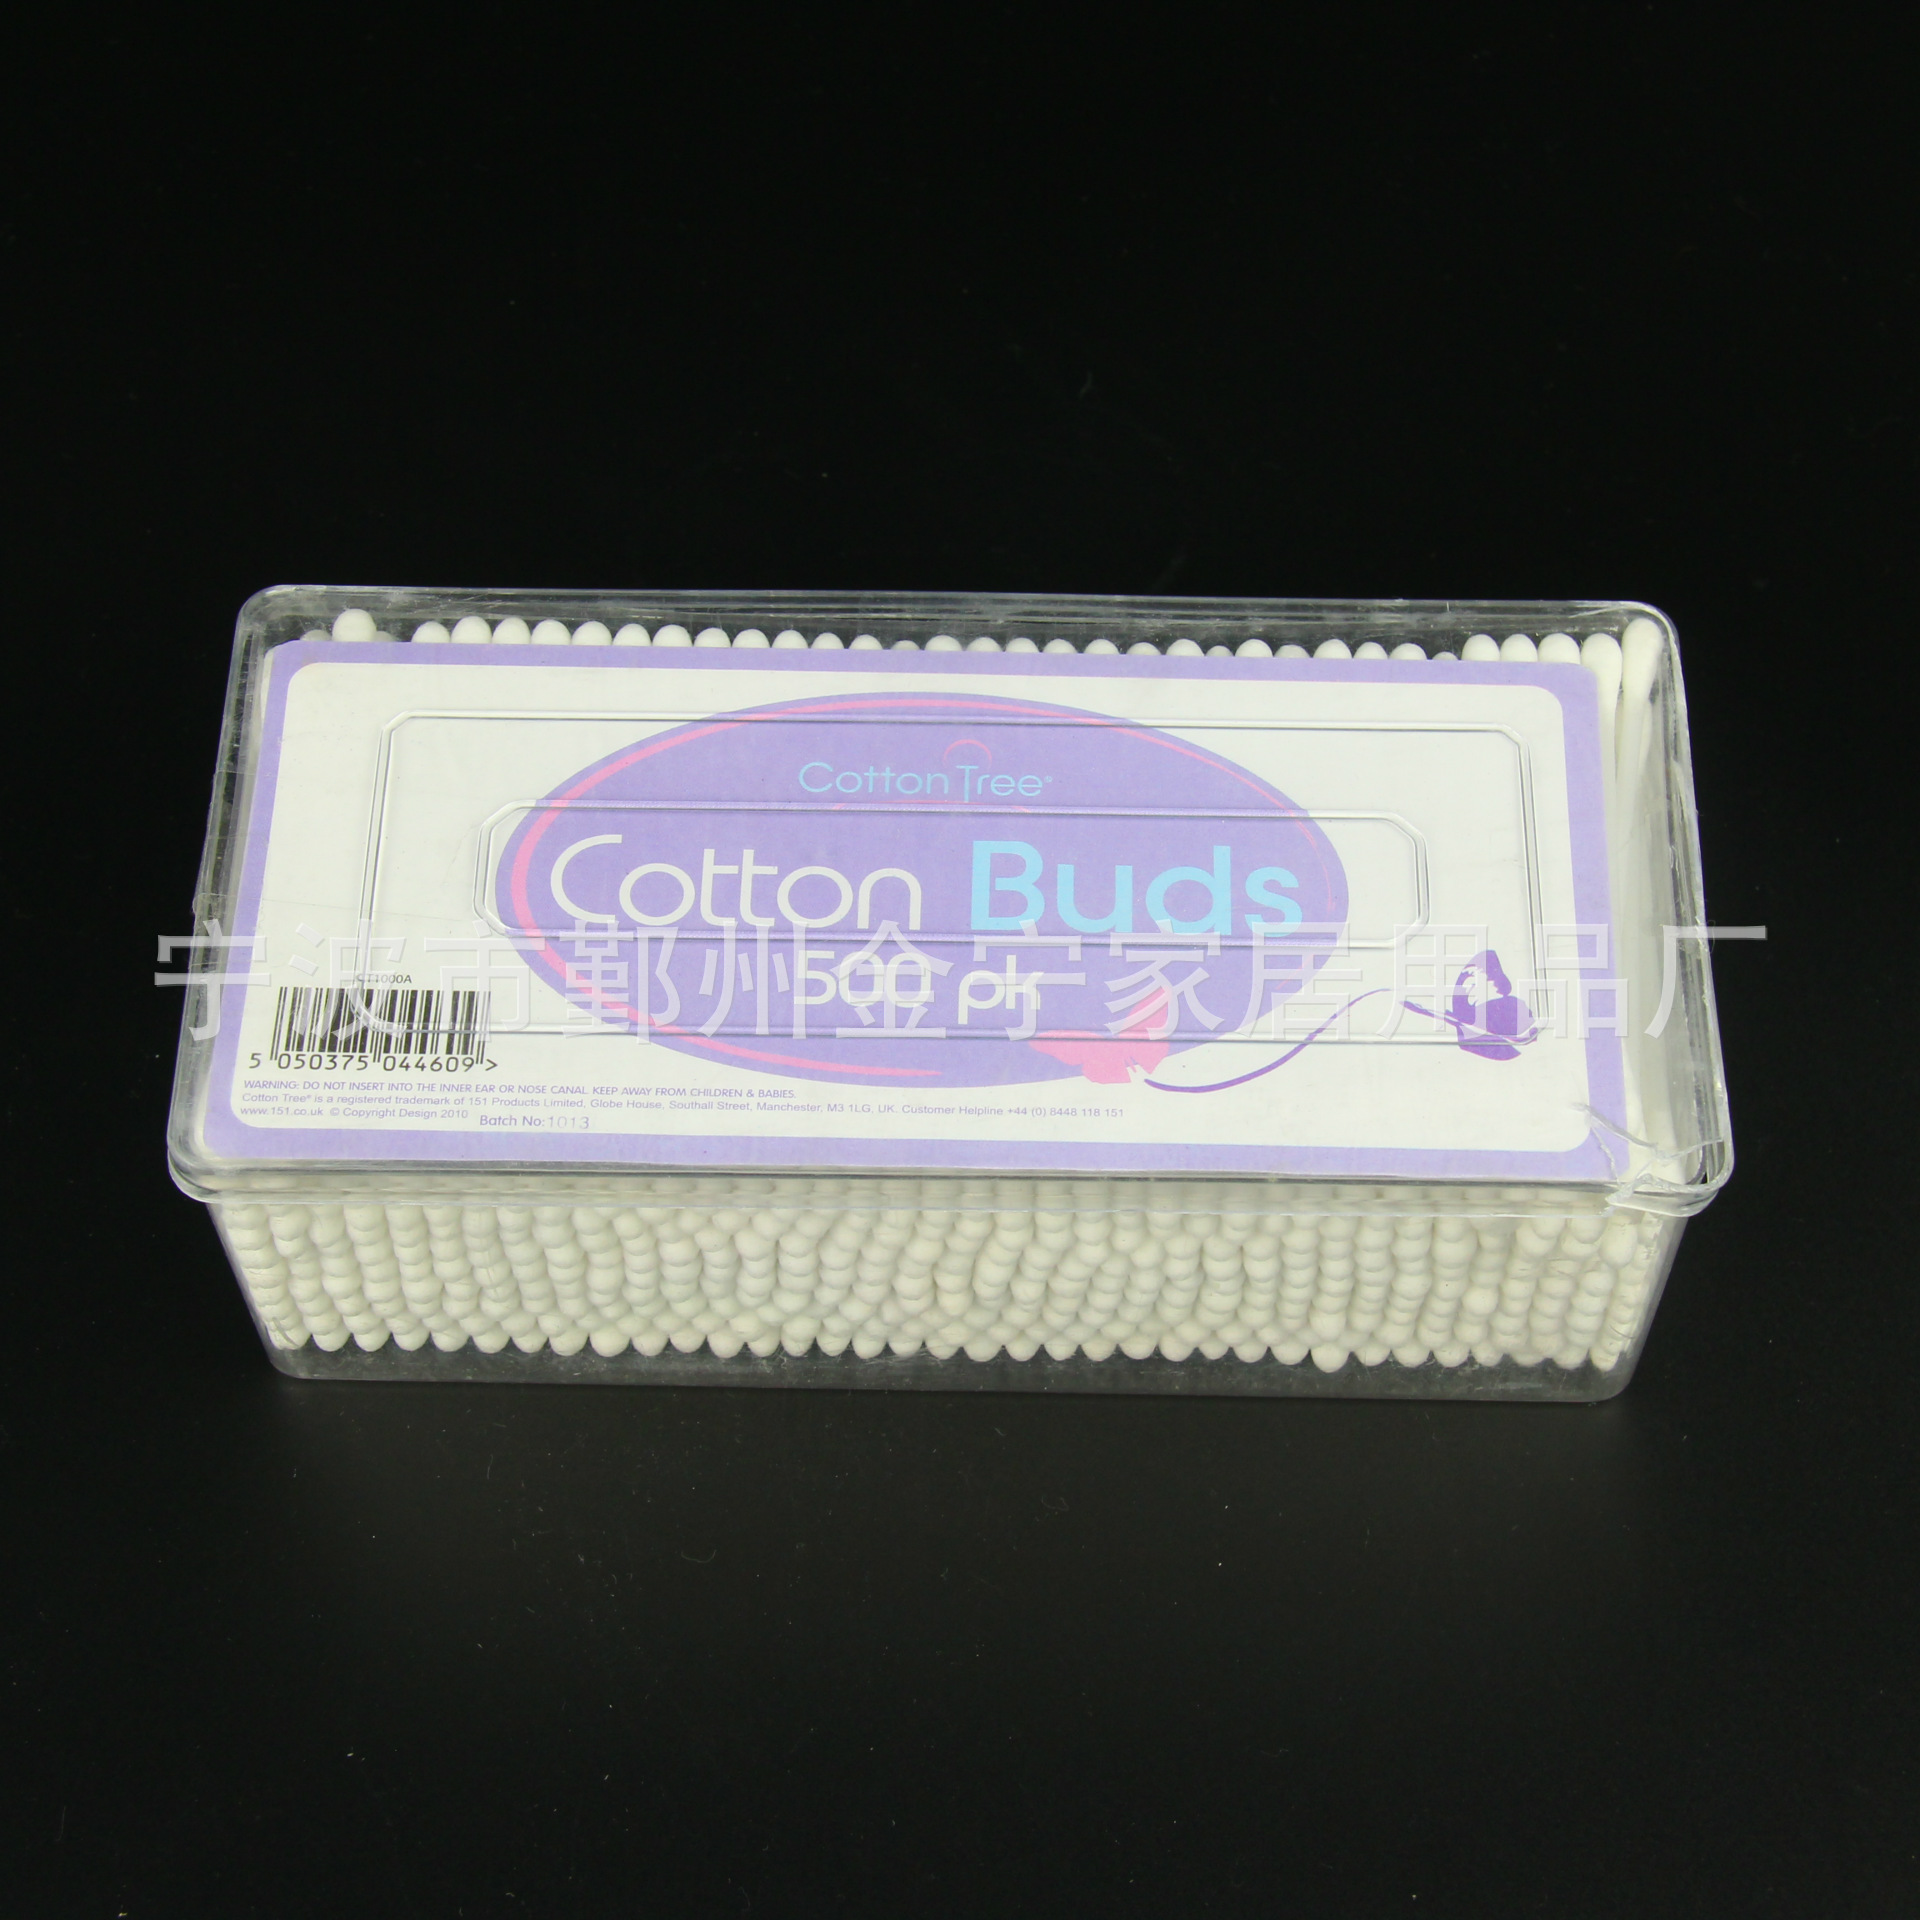 Cotton Tree®
Cotton Buds
500 pk
宁波市鄞州金宇家居用品厂
CT1000A
5 050375 044609 >
WARNING: DO NOT INSERT INTO THE INNER EAR OR NOSE CANAL. KEEP AWAY FROM CHILDREN & BABIES.
Cotton Tree® is a registered trademark of 151 Products Limited, Globe House, Southall Street, Manchester, M3 1LG, UK. Customer Helpline +44 (0) 8448 118 151
www.151.co.uk © Copyright Design 2010 Batch No: 1013